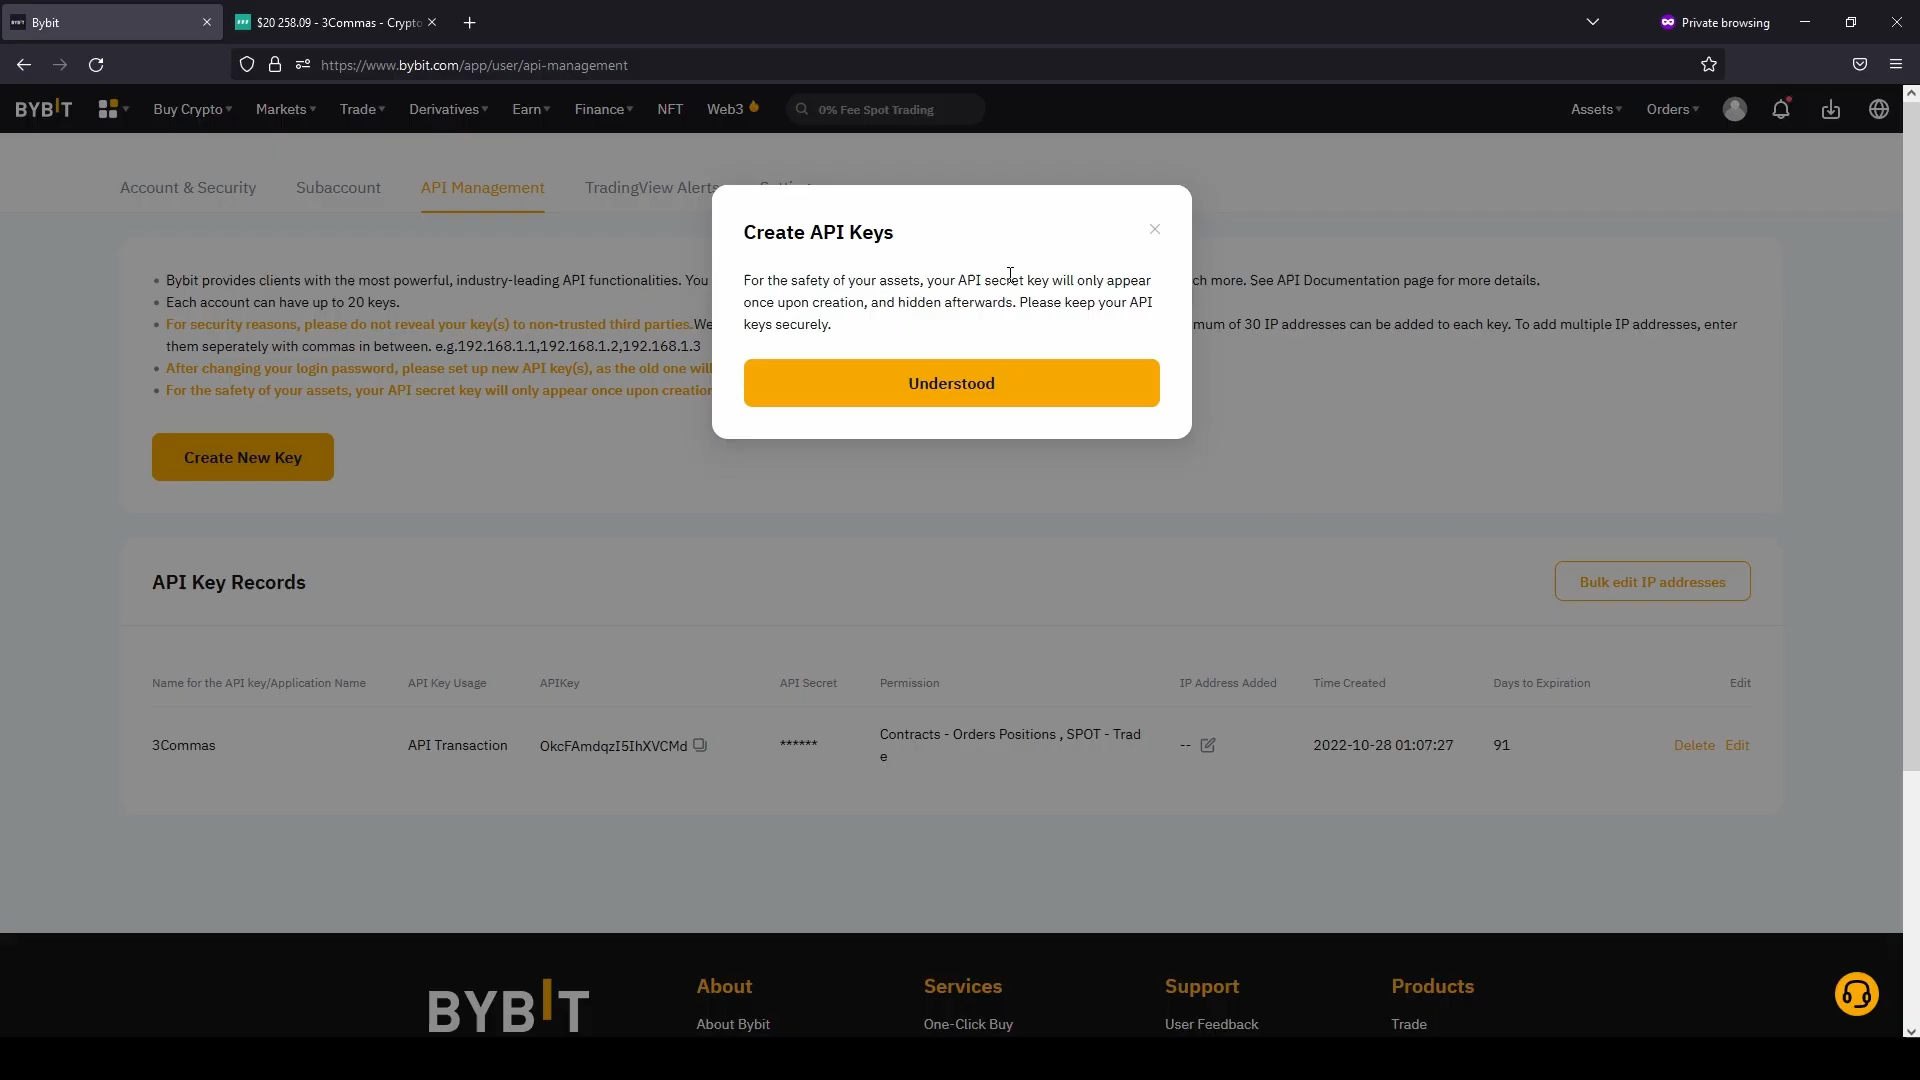 Bybit
$20 258.09 - 3Commas - Crypto
Private browsing
https://www.bybit.com/app/user/api-management
BYBIT
Buy Crypto
Markets
Trade
Derivatives
Earn
Finance
NFT
Web3
0% Fee Spot Trading
Assets
Orders
Account & Security
Subaccount
API Management
TradingView Alerts
Create API Keys
For the safety of your assets, your API secret key will only appear
once upon creation, and hidden afterwards. Please keep your API
keys securely.
Understood
Bybit provides clients with the most powerful, industry-leading API functionalities. You
ch more. See API Documentation page for more details.
Each account can have up to 20 keys.
For security reasons, please do not reveal your key(s) to non-trusted third parties.We
mum of 30 IP addresses can be added to each key. To add multiple IP addresses, enter
them seperately with commas in between. e.g.192.168.1.1,192.168.1.2,192.168.1.3
After changing your login password, please set up new API key(s), as the old one will
For the safety of your assets, your API secret key will only appear once upon creation
Create New Key
API Key Records
Bulk edit IP addresses
Name for the API key/Application Name
API Key Usage
APIKey
API Secret
Permission
IP Address Added
Time Created
Days to Expiration
Edit
3Commas
API Transaction
OkcFAmdqzI5IhXVCMd
******
Contracts - Orders Positions , SPOT - Trad
e
--
2022-10-28 01:07:27
91
Delete Edit
BYBIT
About
Services
Support
Products
About Bybit
One-Click Buy
User Feedback
Trade